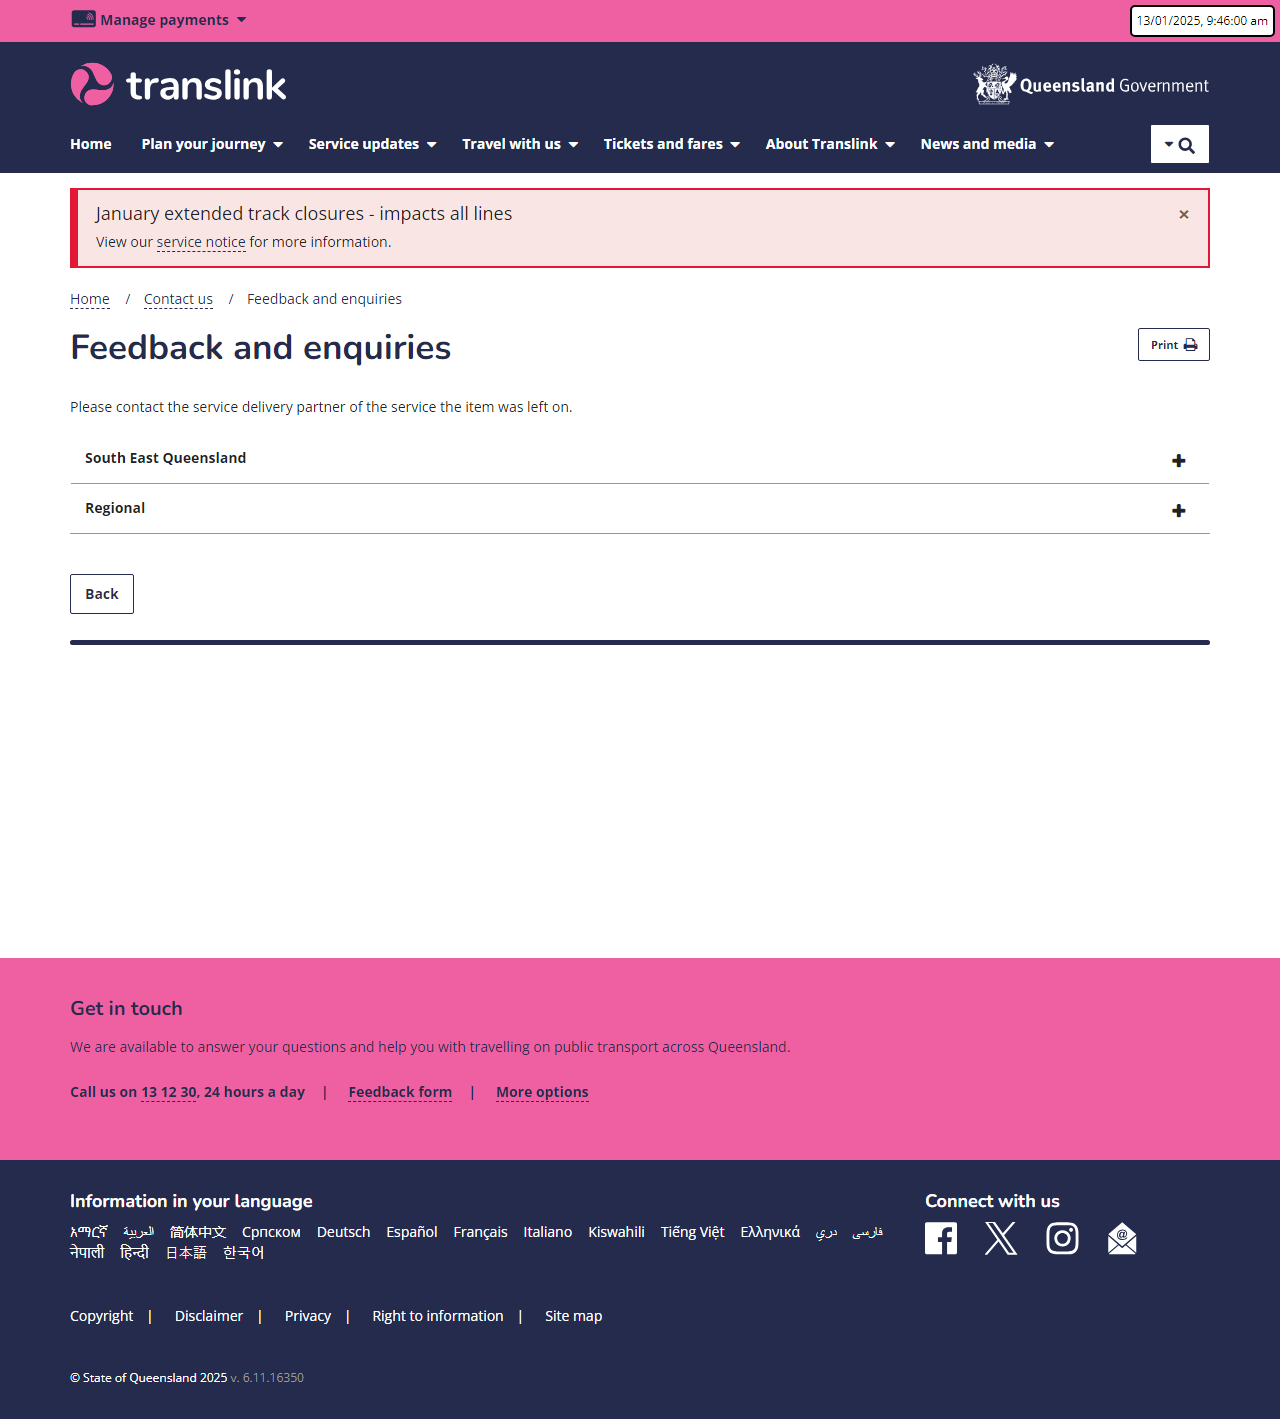 Manage payments
13/01/2025, 9:46:00 am
translink
Queensland Government
Home Plan your journey Service updates Travel with us Tickets and fares About Translink News and media
January extended track closures - impacts all lines
×
View our service notice for more information.
Home / Contact us / Feedback and enquiries
Feedback and enquiries
Print
Please contact the service delivery partner of the service the item was left on.
South East Queensland
Regional
Back
Get in touch
We are available to answer your questions and help you with travelling on public transport across Queensland.
Call us on 13 12 30, 24 hours a day | Feedback form | More options
Information in your language
አማርኛ العربية 简体中文 Српском Deutsch Español Français Italiano Kiswahili Tiếng Việt Ελληνικά دري فارسی
नेपाली हिन्दी 日本語 한국어
Connect with us
Copyright | Disclaimer | Privacy | Right to information | Site map
© State of Queensland 2025 v. 6.11.16350